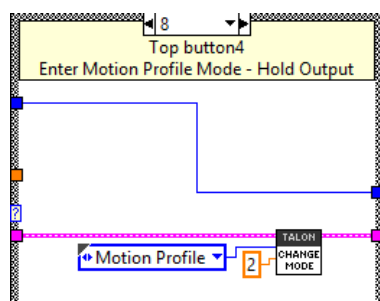 8
Top button4
Enter Motion Profile Mode - Hold Output
?
TALON
Motion Profile
2
CHANGE
MODE